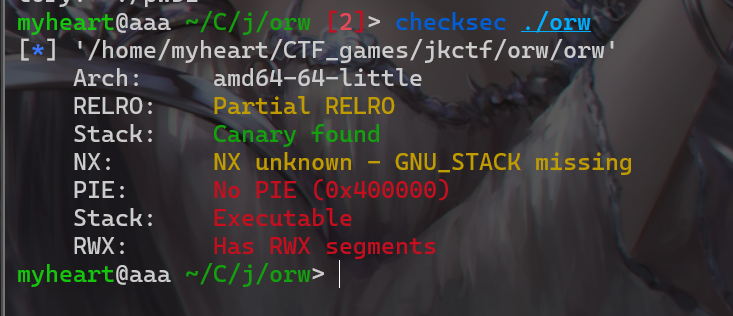 tory: ./pwn2
myheart@aaa ~/C/j/orw [2]> checksec ./orw
[*] '/home/myheart/CTF_games/jkctf/orw/orw'
Arch: amd64-64-little
RELRO: Partial RELRO
Stack: Canary found
NX: NX unknown - GNU_STACK missing
PIE: No PIE (0x400000)
Stack: Executable
RWX: Has RWX segments
myheart@aaa ~/C/j/orw>